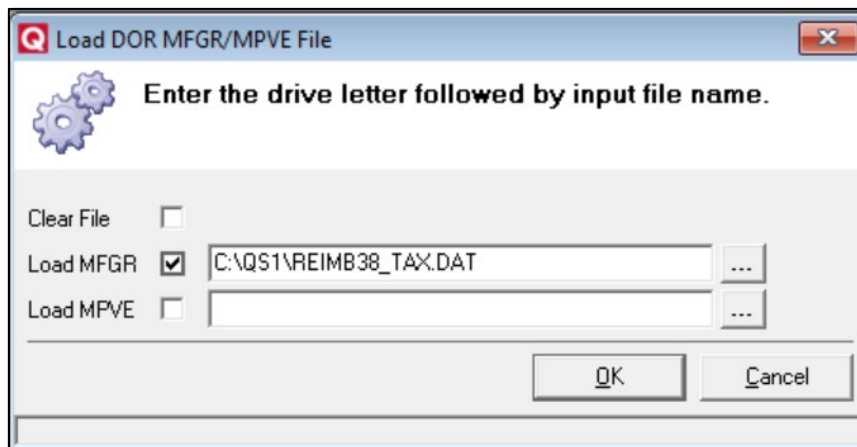 Q Load DOR MFGR/MPVE File
Enter the drive letter followed by input file name.
Clear File
Load MFGR C:\QS1\REIMB38_TAX.DAT ...
Load MPVE ...
OK Cancel